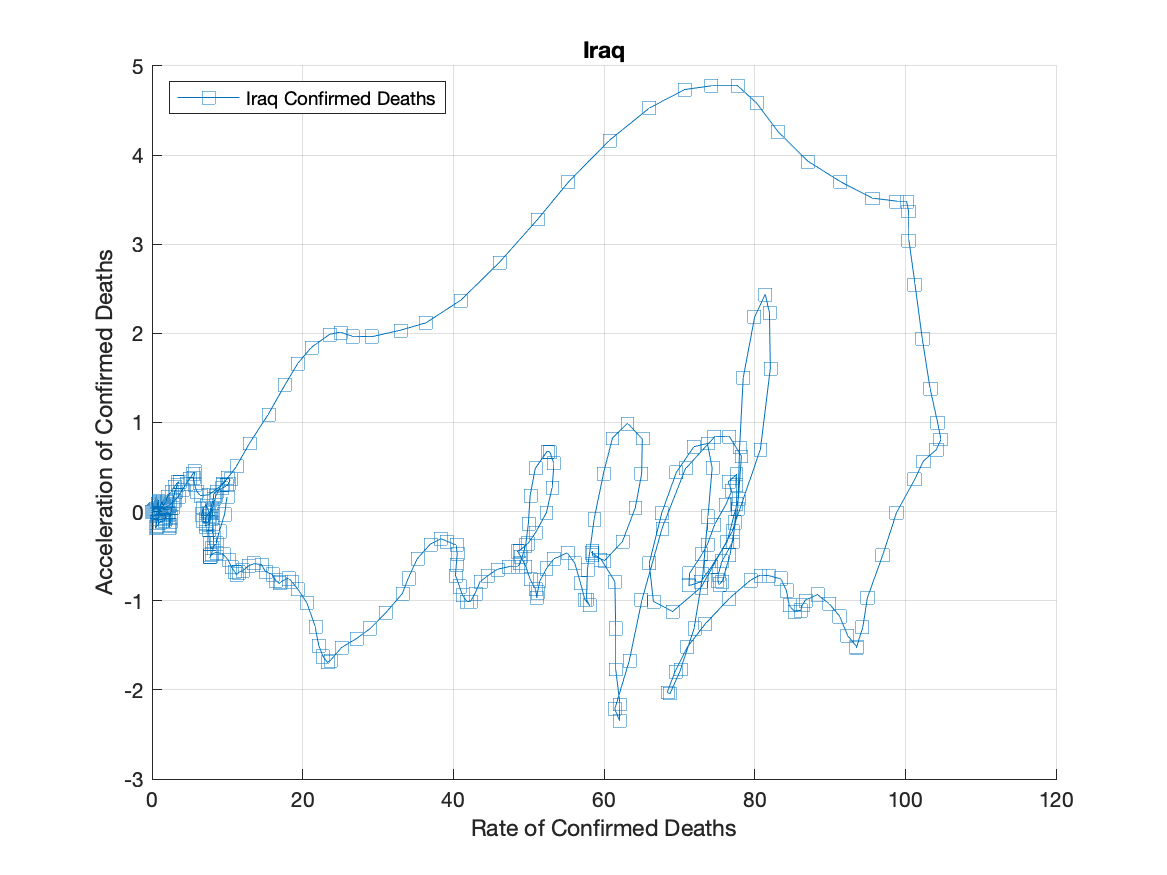 Iraq
Iraq Confirmed Deaths
5
4
3
2
1
0
-1
-2
-3
Acceleration of Confirmed Deaths
0 20 40 60 80 100 120
Rate of Confirmed Deaths